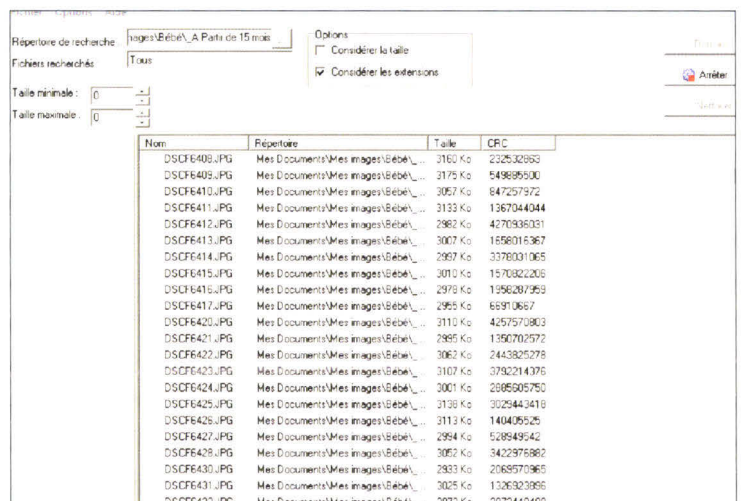 Répertoire de recherche : nages\Bébé\_A Partir de 15 mois ...
Fichiers recherchés Tous
Taille minimale : 0
Taille maximale : 0
Options
Considérer la taille
Considérer les extensions
Arrêter
Nom Répertoire Taille CRC
DSCF6408.JPG Mes Documents\Mes images\Bébé\_... 3160 Ko 232532863
DSCF6409.JPG Mes Documents\Mes images\Bébé\_... 3175 Ko 549885500
DSCF6410.JPG Mes Documents\Mes images\Bébé\_... 3057 Ko 847257972
DSCF6411.JPG Mes Documents\Mes images\Bébé\_... 3133 Ko 1367044044
DSCF6412.JPG Mes Documents\Mes images\Bébé\_... 2982 Ko 4270936031
DSCF6413.JPG Mes Documents\Mes images\Bébé\_... 3007 Ko 1658016367
DSCF6414.JPG Mes Documents\Mes images\Bébé\_... 2997 Ko 3378031065
DSCF6415.JPG Mes Documents\Mes images\Bébé\_... 3010 Ko 1570822206
DSCF6416.JPG Mes Documents\Mes images\Bébé\_... 2978 Ko 1958287959
DSCF6417.JPG Mes Documents\Mes images\Bébé\_... 2955 Ko 66910667
DSCF6420.JPG Mes Documents\Mes images\Bébé\_... 3110 Ko 4257570803
DSCF6421.JPG Mes Documents\Mes images\Bébé\_... 2995 Ko 1350702572
DSCF6422.JPG Mes Documents\Mes images\Bébé\_... 3062 Ko 2443825278
DSCF6423.JPG Mes Documents\Mes images\Bébé\_... 3107 Ko 3792214376
DSCF6424.JPG Mes Documents\Mes images\Bébé\_... 3001 Ko 2885605750
DSCF6425.JPG Mes Documents\Mes images\Bébé\_... 3138 Ko 3029443418
DSCF6426.JPG Mes Documents\Mes images\Bébé\_... 3113 Ko 140405525
DSCF6427.JPG Mes Documents\Mes images\Bébé\_... 2994 Ko 528949542
DSCF6428.JPG Mes Documents\Mes images\Bébé\_... 3052 Ko 3422976882
DSCF6430.JPG Mes Documents\Mes images\Bébé\_... 2933 Ko 2069570965
DSCF6431.JPG Mes Documents\Mes images\Bébé\_... 3025 Ko 1326923896